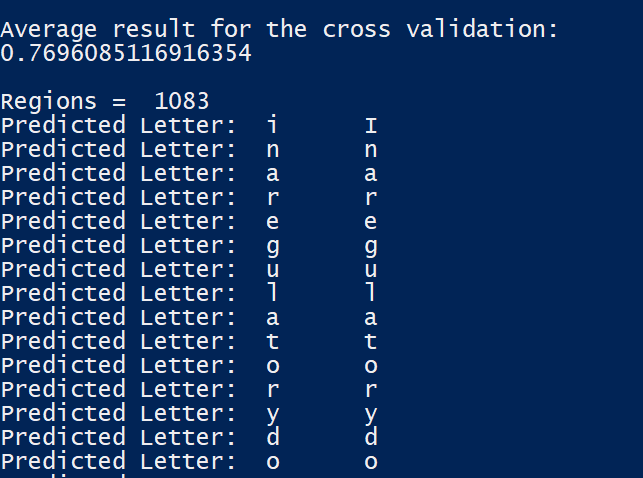 Average result for the cross validation:
0.7696085116916354
Regions =  1083
Predicted Letter:  i      I
Predicted Letter:  n      n
Predicted Letter:  a      a
Predicted Letter:  r      r
Predicted Letter:  e      e
Predicted Letter:  g      g
Predicted Letter:  u      u
Predicted Letter:  l      l
Predicted Letter:  a      a
Predicted Letter:  t      t
Predicted Letter:  o      o
Predicted Letter:  r      r
Predicted Letter:  y      y
Predicted Letter:  d      d
Predicted Letter:  o      o